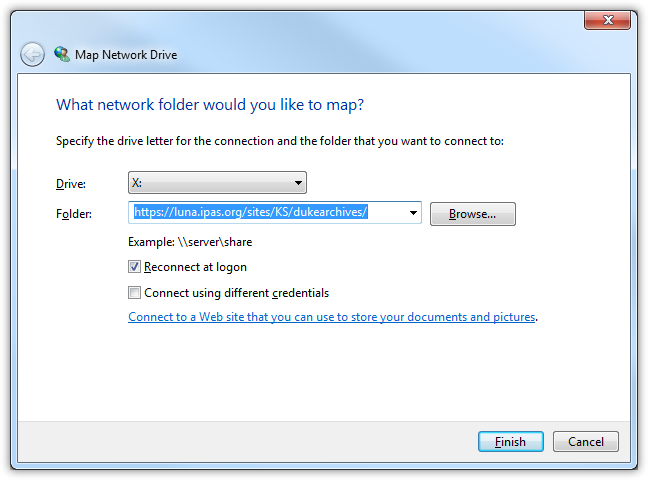 Map Network Drive
What network folder would you like to map?
Specify the drive letter for the connection and the folder that you want to connect to:
Drive: X:
Folder: https://luna.ipas.org/sites/KS/dukearchives/ Browse...
Example: \\server\share
Reconnect at logon
Connect using different credentials
Connect to a Web site that you can use to store your documents and pictures.
Finish Cancel